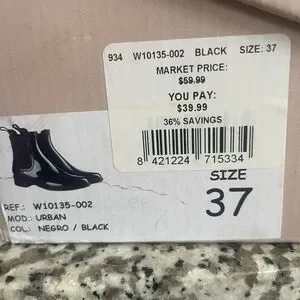 934 W10135-002 BLACK SIZE: 37
MARKET PRICE:
$59.99
YOU PAY:
$39.99
36% SAVINGS
8 421224 715334
SIZE
37
REF.: W10135-002
MOD.: URBAN
COL.: NEGRO / BLACK